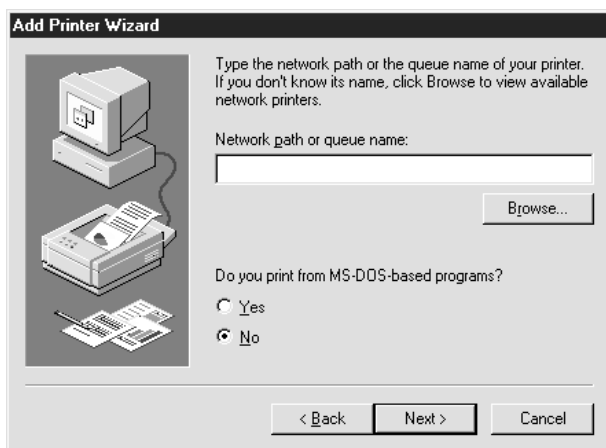 Add Printer Wizard
Type the network path or the queue name of your printer.
If you don't know its name, click Browse to view available
network printers.
Network path or queue name:
Browse...
Do you print from MS-DOS-based programs?
Yes
No
< Back
Next >
Cancel